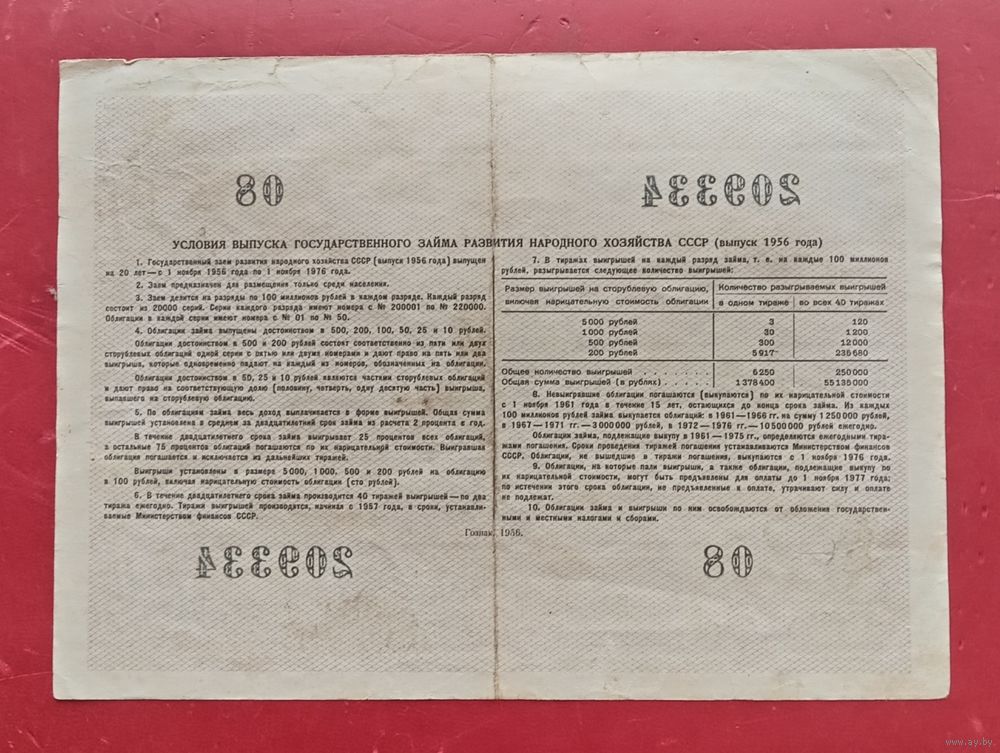 08
209334
УСЛОВИЯ ВЫПУСКА ГОСУДАРСТВЕННОГО ЗАЙМА РАЗВИТИЯ НАРОДНОГО ХОЗЯЙСТВА СССР (выпуск 1956 года)
1. Государственный заем развития народного хозяйства СССР (выпуск 1956 года) выпущен
на 20 лет — с 1 ноября 1956 года по 1 ноября 1976 года.
2. Заем предназначен для размещения только среди населения.
3. Заем делится на разряды по 100 миллионов рублей в каждом разряде. Каждый разряд
состоит из 20000 серий. Серии каждого разряда имеют номера с № 200001 по № 220000.
Облигации в каждой серии имеют номера с № 01 по № 50.
4. Облигации займа выпущены достоинством в 500, 200, 100, 50, 25 и 10 рублей.
Облигации достоинством в 500 и 200 рублей состоят соответственно из пяти или двух
сторублевых облигаций одной серии с пятью или двумя номерами и дают право на пять или два
выигрыша, которые одновременно падают на каждый из номеров, обозначенных на облигации.
Облигации достоинством в 50, 25 и 10 рублей являются частями сторублевых облигаций
и дают право на соответствующую долю (половину, четверть, одну десятую часть) выигрыша,
выпавшего на сторублевую облигацию.
5. По облигациям займа весь доход выплачивается в форме выигрышей. Общая сумма
выигрышей установлена в среднем за двадцатилетний срок займа из расчета 2 процента в год.
В течение двадцатилетнего срока займа выигрывает 25 процентов всех облигаций,
а остальные 75 процентов облигаций погашаются по их нарицательной стоимости. Выигравшая
облигация погашается и исключается из дальнейших тиражей.
Выигрыши установлены в размере 5000, 1000, 500 и 200 рублей на облигацию
в 100 рублей, включая нарицательную стоимость облигации (сто рублей).
6. В течение двадцатилетнего срока займа производится 40 тиражей выигрышей — по два
тиража ежегодно. Тиражи выигрышей производятся, начиная с 1957 года, в сроки, устанавли-
ваемые Министерством финансов СССР.
7. В тиражах выигрышей на каждый разряд займа, т. е. на каждые 100 миллионов
рублей, разыгрывается следующее количество выигрышей:
Размер выигрышей на сторублевую облигацию,
включая нарицательную стоимость облигации
Количество разыгрываемых выигрышей
в одном тираже
во всех 40 тиражах
5000 рублей 3 120
1000 рублей 30 1200
500 рублей 300 12000
200 рублей 5917 236680
Общее количество выигрышей . . . . . . . . 6250 250000
Общая сумма выигрышей (в рублях) . . . . . . 1378400 55136000
8. Невыигравшие облигации погашаются (выкупаются) по их нарицательной стоимости
с 1 ноября 1961 года в течение 15 лет, остающихся до конца срока займа. Из каждых
100 миллионов рублей займа выкупается облигаций: в 1961—1966 гг. на сумму 1250000 рублей,
в 1967—1971 гг. — 3000000 рублей, в 1972—1976 гг. — 10500000 рублей ежегодно.
Облигации займа, подлежащие выкупу в 1961—1975 гг., определяются ежегодными тира-
жами погашения. Сроки проведения тиражей погашения устанавливаются Министерством финансов
СССР. Облигации, не вышедшие в тиражи погашения, выкупаются с 1 ноября 1976 года.
9. Облигации, на которые пали выигрыши, а также облигации, подлежащие выкупу по
их нарицательной стоимости, могут быть предъявлены для оплаты до 1 ноября 1977 года;
по истечении этого срока облигации, не предъявленные к оплате, утрачивают силу и оплате
не подлежат.
10. Облигации займа и выигрыши по ним освобождаются от обложения государствен-
ными и местными налогами и сборами.
Гознак. 1956.
209334
08
www.ay.by